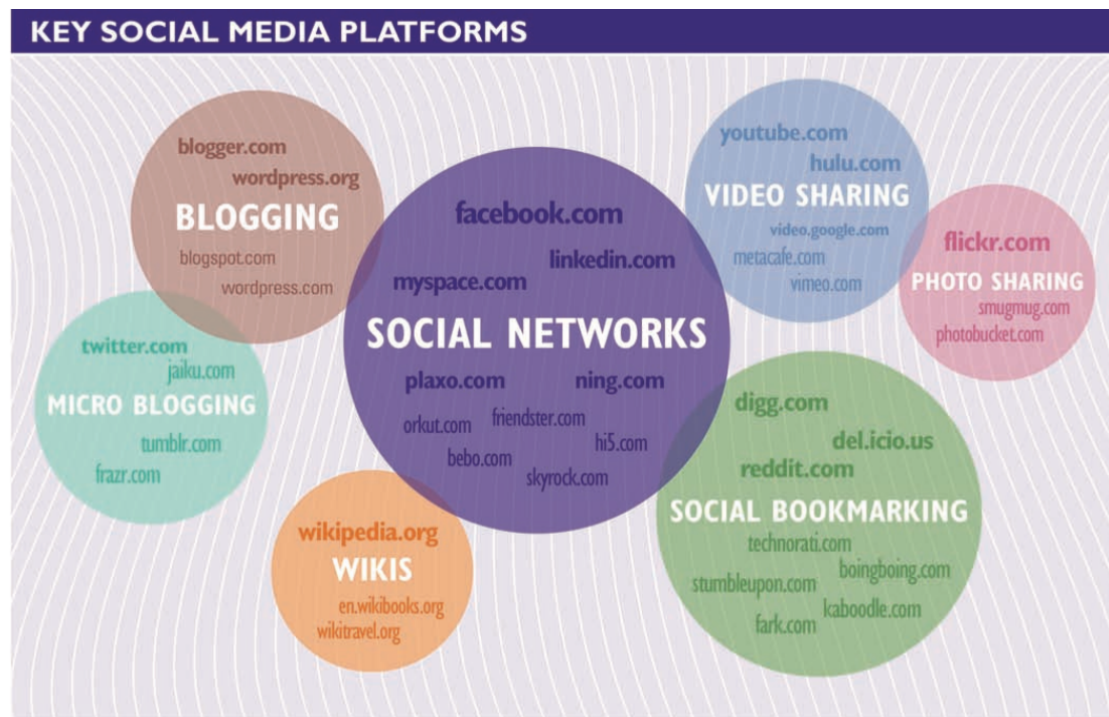 KEY SOCIAL MEDIA PLATFORMS
blogger.com
wordpress.org
BLOGGING
blogspot.com
wordpress.com
twitter.com
jaiku.com
MICRO BLOGGING
tumblr.com
frazr.com
facebook.com
linkedin.com
myspace.com
SOCIAL NETWORKS
plaxo.com
ning.com
orkut.com
friendster.com
hi5.com
bebo.com
skyrock.com
wikipedia.org
WIKIS
en.wikibooks.org
wikitravel.org
youtube.com
hulu.com
VIDEO SHARING
video.google.com
metacafe.com
vimeo.com
flickr.com
PHOTO SHARING
smugmug.com
photobucket.com
digg.com
del.icio.us
reddit.com
SOCIAL BOOKMARKING
technorati.com
boingboing.com
stumbleupon.com
kaboodle.com
fark.com